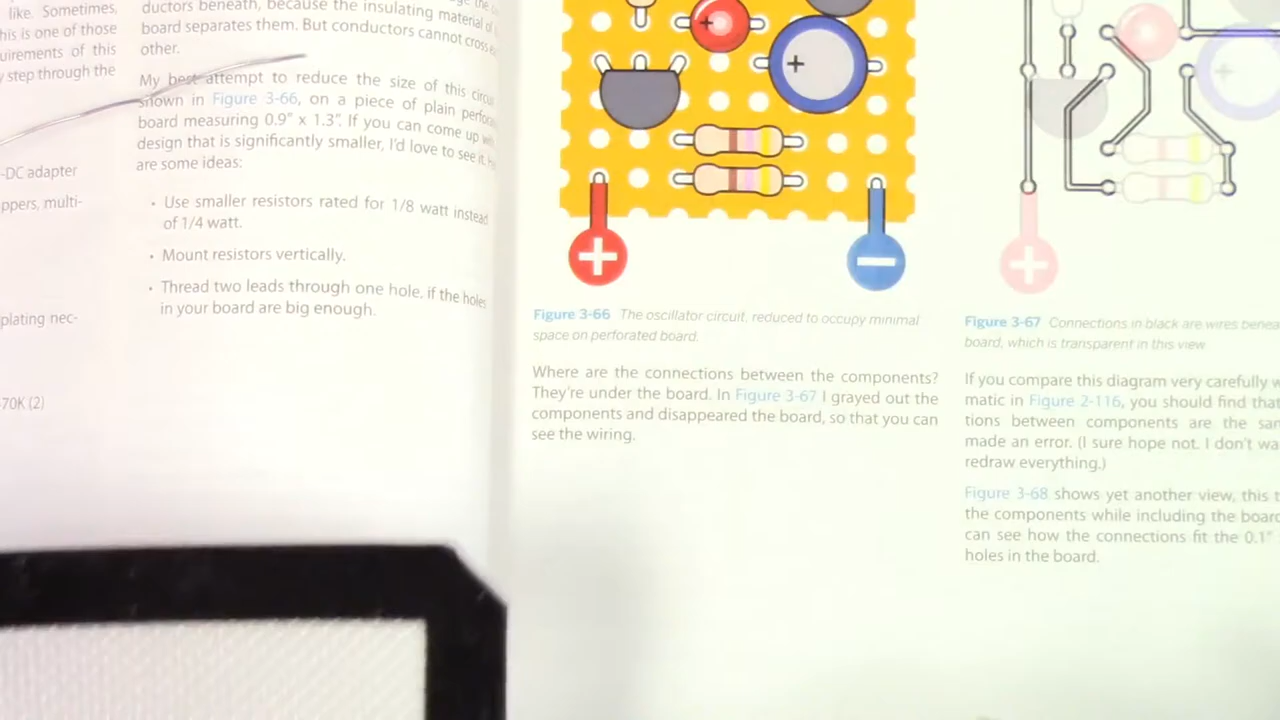 like. Sometimes,
his is one of those
uirements of this
step through the
-DC adapter
ppers, multi-
plating nec-
70K (2)
ductors beneath, because the insulating material of
board separates them. But conductors cannot cross
other.
My best attempt to reduce the size of this circu
shown in Figure 3-66, on a piece of plain perfora
board measuring 0.9" x 1.3". If you can come up wi
design that is significantly smaller, I'd love to see it. He
are some ideas:
• Use smaller resistors rated for 1/8 watt instead
of 1/4 watt.
• Mount resistors vertically.
• Thread two leads through one hole, if the holes
in your board are big enough.
+
+
+
−
Figure 3-66 The oscillator circuit, reduced to occupy minimal
space on perforated board.
Where are the connections between the components?
They're under the board. In Figure 3-67 I grayed out the
components and disappeared the board, so that you can
see the wiring.
+
+
Figure 3-67 Connections in black are wires benea
board, which is transparent in this view
If you compare this diagram very carefully w
matic in Figure 2-116, you should find that
tions between components are the sam
made an error. (I sure hope not. I don't wa
redraw everything.)
Figure 3-68 shows yet another view, this t
the components while including the board
can see how the connections fit the 0.1"
holes in the board.